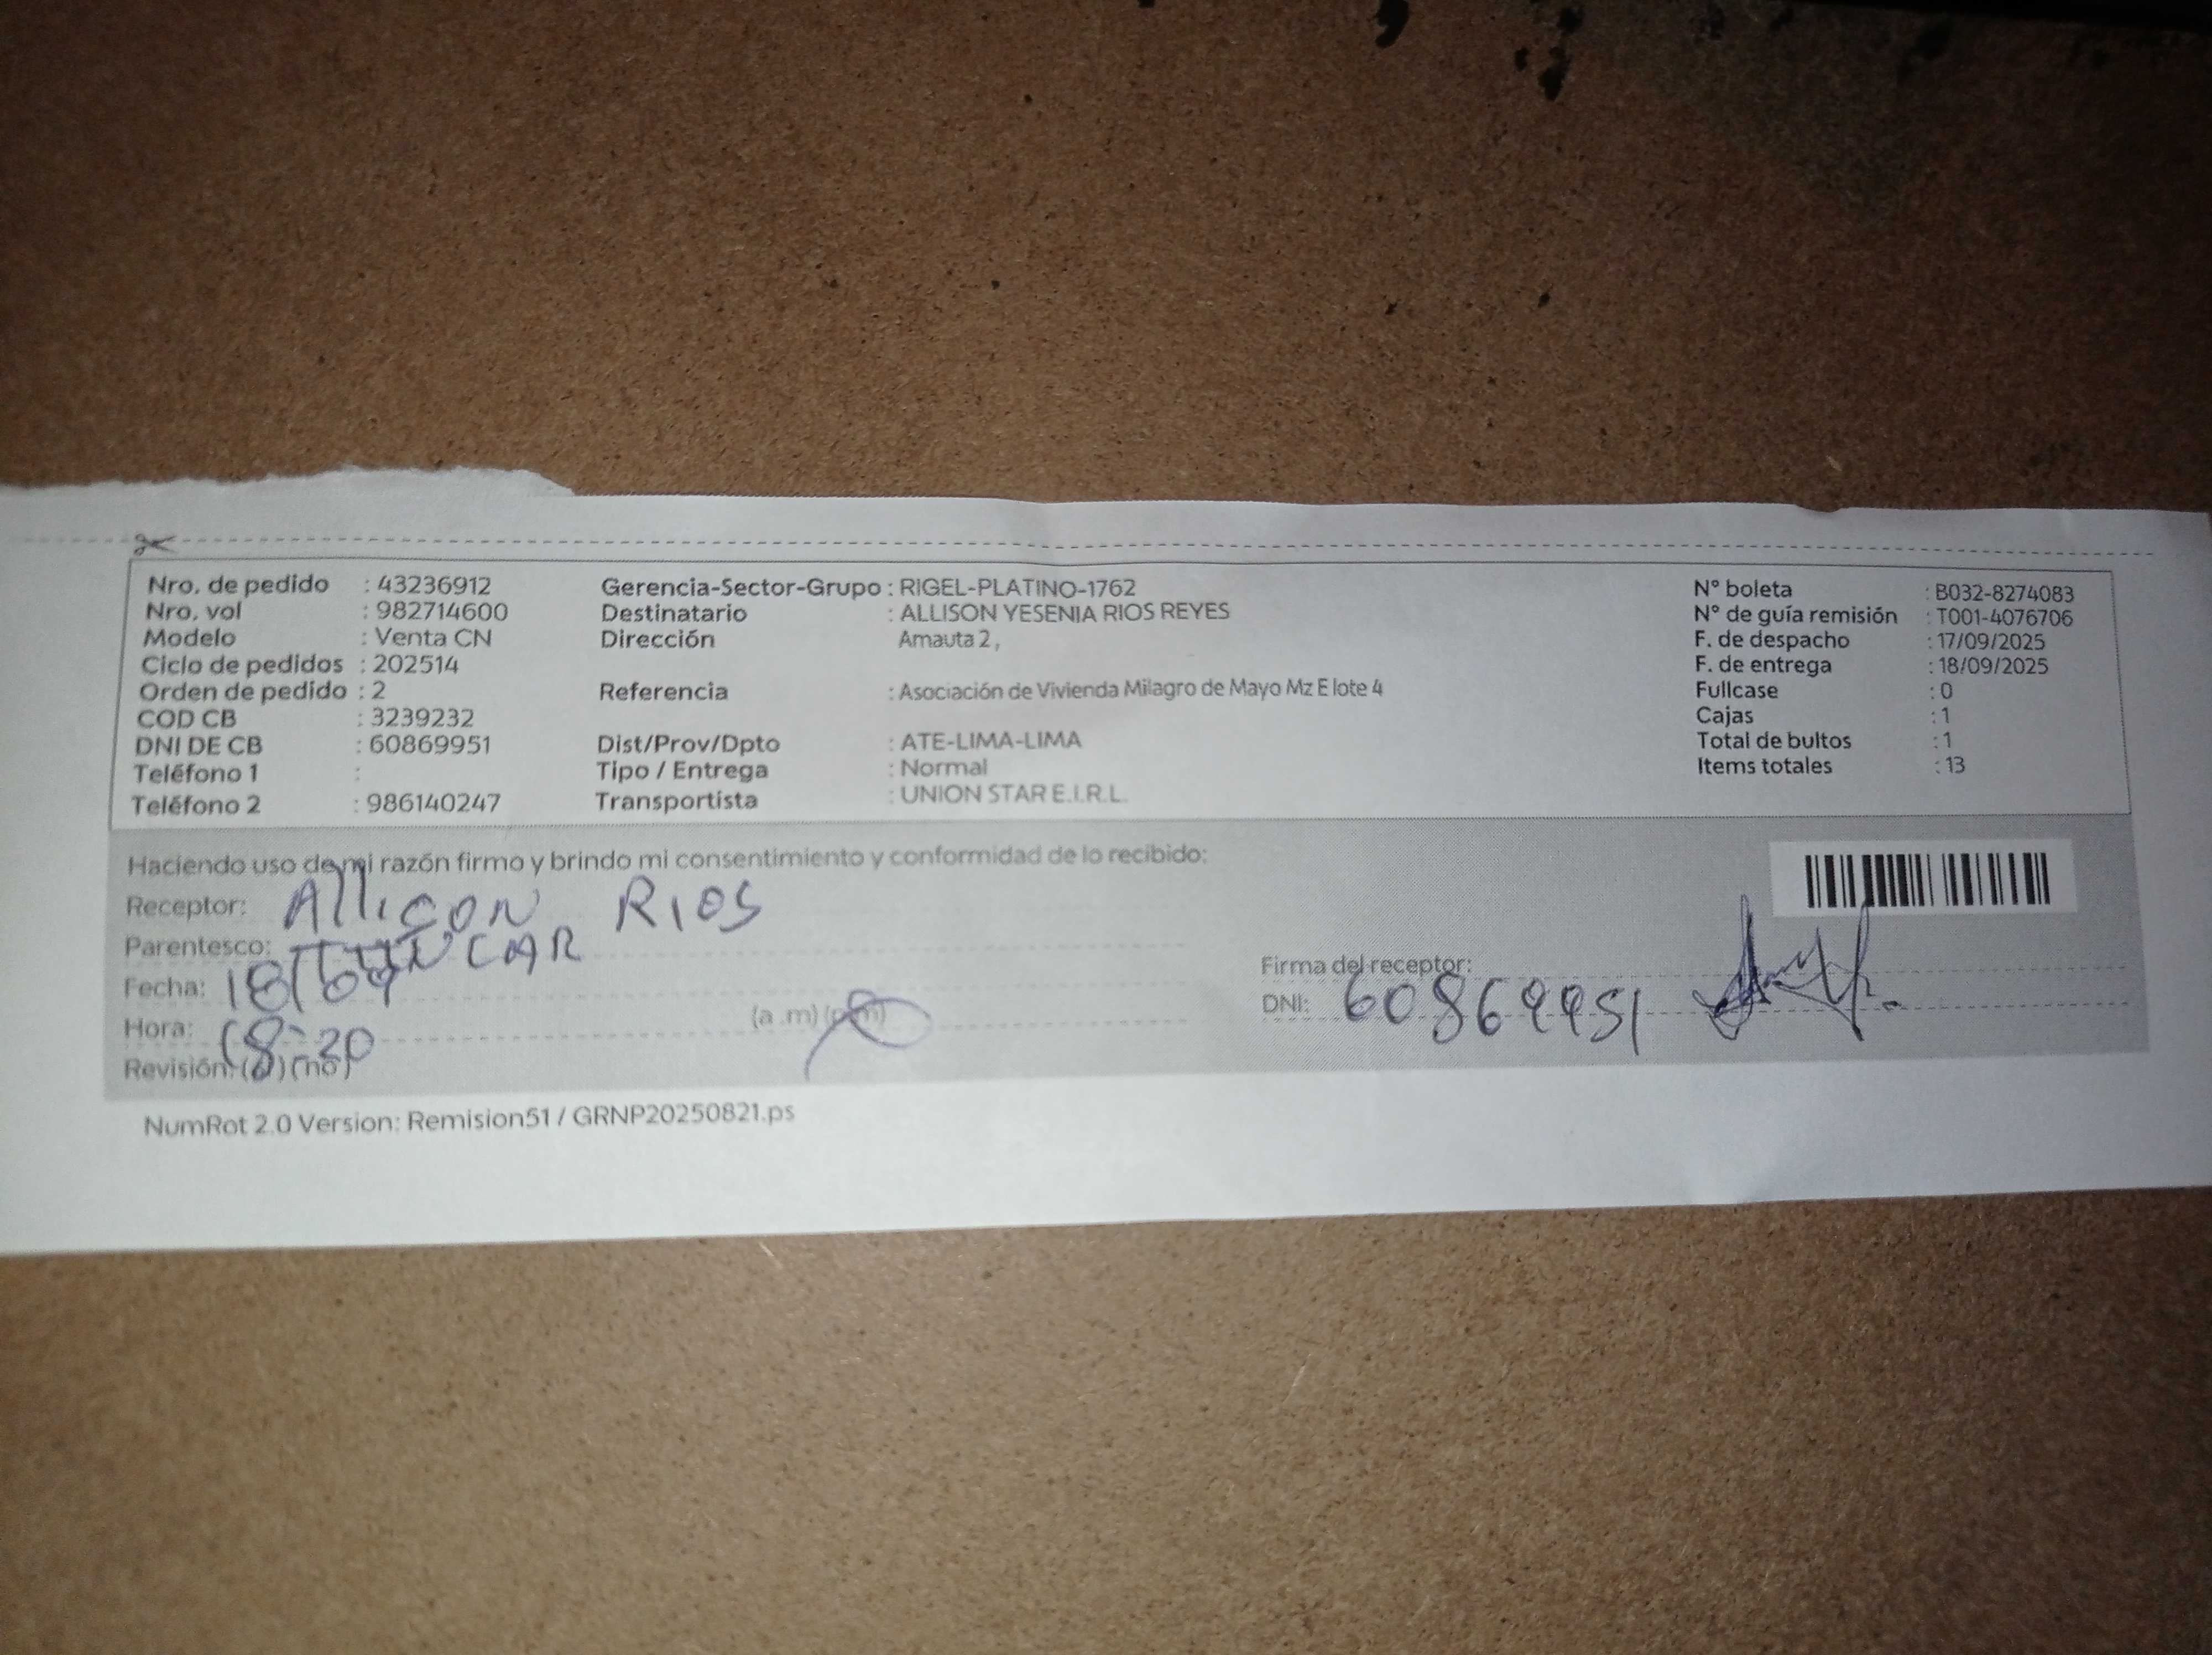 Nro. de pedido : 43236912
Nro. vol : 982714600
Modelo : Venta CN
Ciclo de pedidos : 202514
Orden de pedido : 2
COD CB : 3239232
DNI DE CB : 60869951
Teléfono 1 :
Teléfono 2 : 986140247
Gerencia-Sector-Grupo : RIGEL-PLATINO-1762
Destinatario : ALLISON YESENIA RIOS REYES
Dirección Amauta 2,
Referencia : Asociación de Vivienda Milagro de Mayo Mz E lote 4
Dist/Prov/Dpto : ATE-LIMA-LIMA
Tipo / Entrega : Normal
Transportista : UNION STAR E.I.R.L.
N° boleta : B032-8274083
N° de guía remisión : T001-4076706
F. de despacho : 17/09/2025
F. de entrega : 18/09/2025
Fullcase : 0
Cajas : 1
Total de bultos : 1
Items totales : 13
Haciendo uso de mi razón firmo y brindo mi consentimiento y conformidad de lo recibido:
Receptor: Allison Rios
Parentesco:
Fecha: 18/09
Hora: (a .m) (p.m)
Revisión: (no)
Firma del receptor:
DNI: 60869951
NumRot 2.0 Version: Remision51 / GRNP20250821.ps